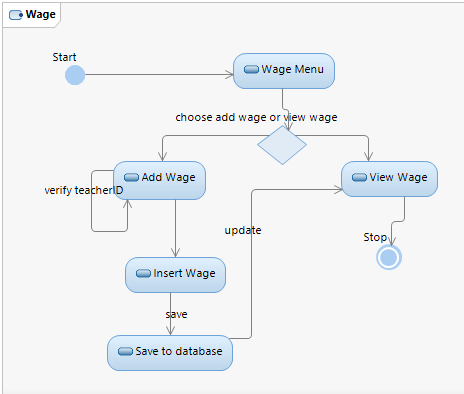 Wage
Start
Wage Menu
choose add wage or view wage
Add Wage
View Wage
verify teacherID
update
Stop
Insert Wage
save
Save to database